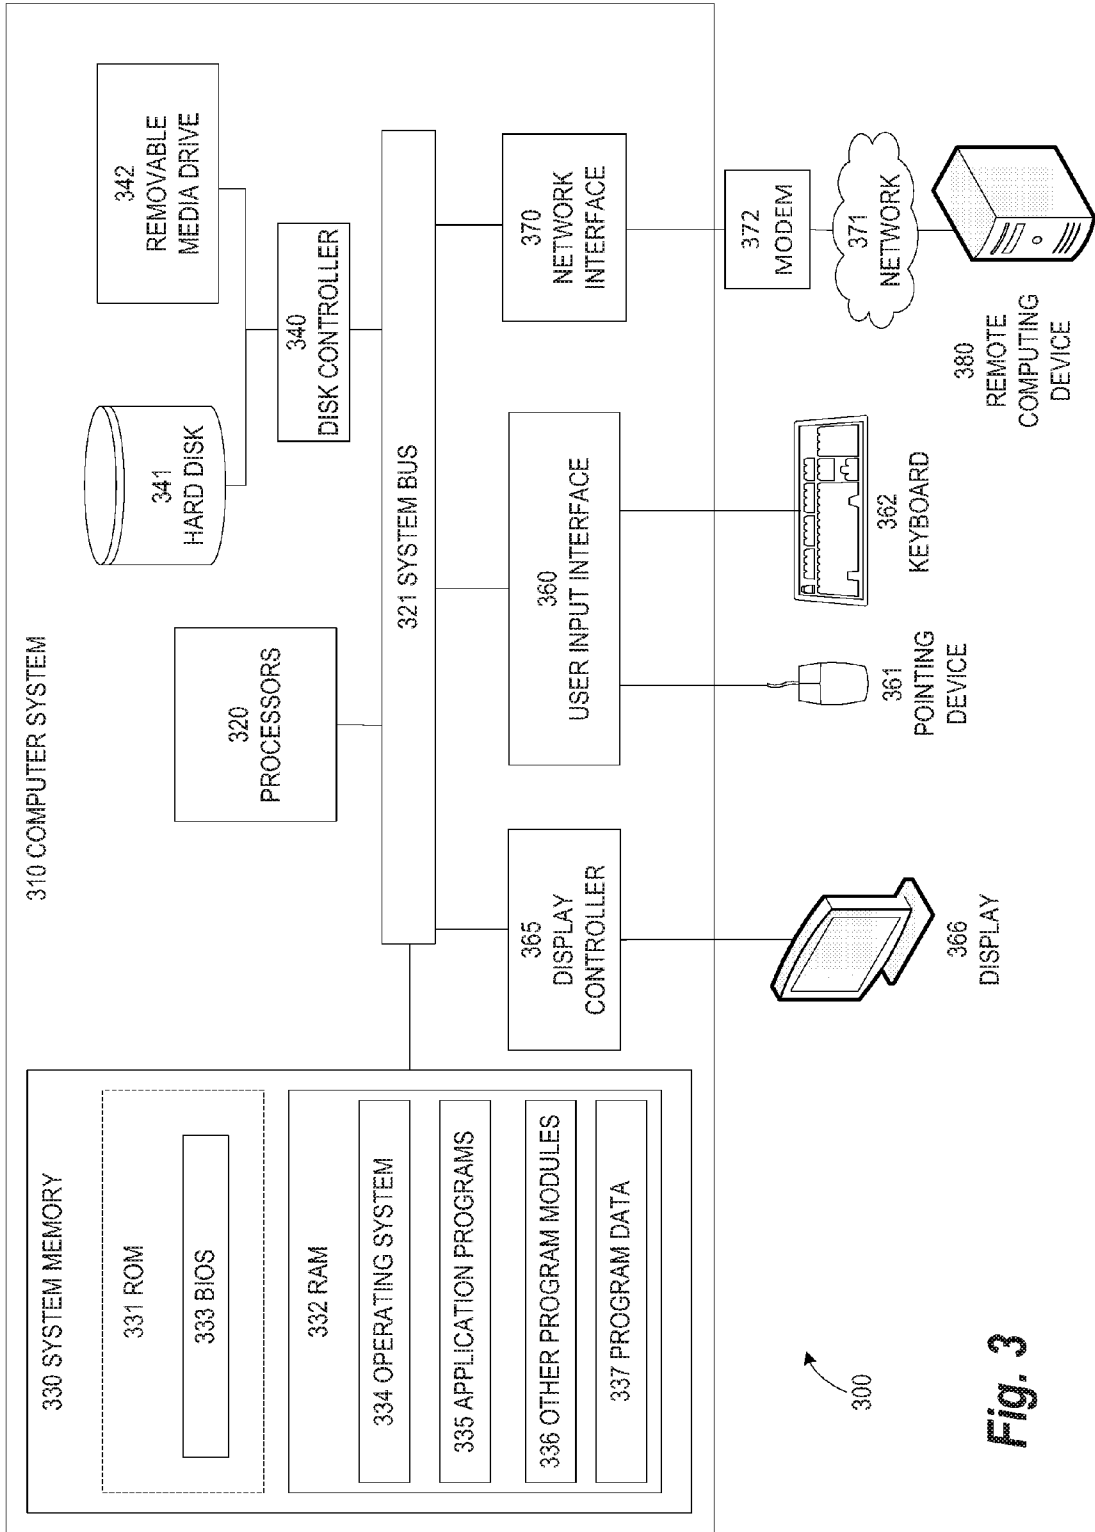 310 COMPUTER SYSTEM
330 SYSTEM MEMORY
331 ROM
333 BIOS
332 RAM
334 OPERATING SYSTEM
335 APPLICATION PROGRAMS
336 OTHER PROGRAM MODULES
337 PROGRAM DATA
320
PROCESSORS
341
HARD DISK
342
REMOVABLE
MEDIA DRIVE
340
DISK CONTROLLER
321 SYSTEM BUS
365
DISPLAY
CONTROLLER
360
USER INPUT INTERFACE
370
NETWORK
INTERFACE
372
MODEM
371
NETWORK
366
DISPLAY
361
POINTING
DEVICE
362
KEYBOARD
380
REMOTE
COMPUTING
DEVICE
300
Fig. 3